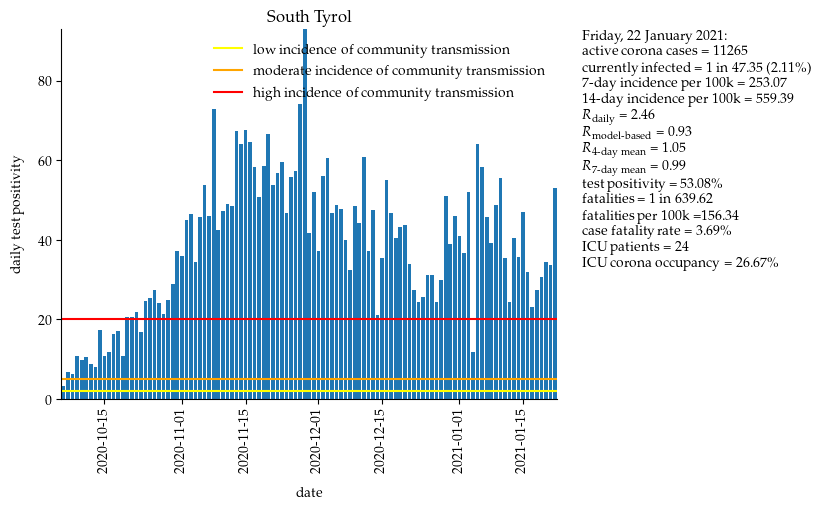 South Tyrol
low incidence of community transmission
moderate incidence of community transmission
high incidence of community transmission
daily test positivity
80
60
40
20
0
2020-10-15
2020-11-01
2020-11-15
2020-12-01
2020-12-15
2021-01-01
2021-01-15
date
Friday, 22 January 2021:
active corona cases = 11265
currently infected = 1 in 47.35 (2.11%)
7-day incidence per 100k = 253.07
14-day incidence per 100k = 559.39
R daily = 2.46
R model-based = 0.93
R 4-day mean = 1.05
R 7-day mean = 0.99
test positivity = 53.08%
fatalities = 1 in 639.62
fatalities per 100k =156.34
case fatality rate = 3.69%
ICU patients = 24
ICU corona occupancy = 26.67%